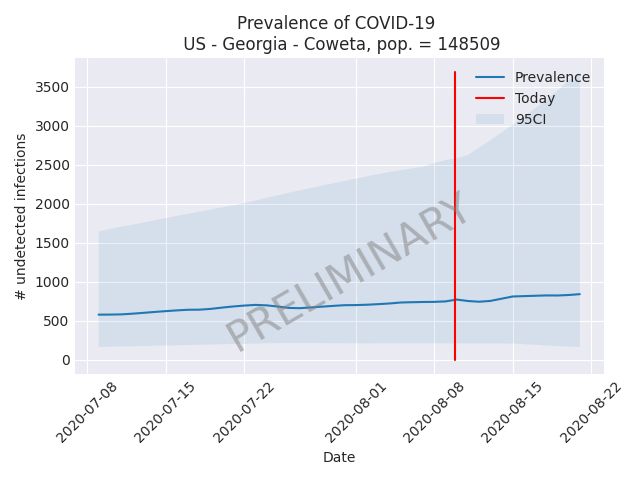 Prevalence of COVID-19
US - Georgia - Coweta, pop. = 148509
Prevalence
Today
95CI
# undetected infections
3500
3000
2500
2000
1500
1000
500
0
PRELIMINARY
2020-07-08
2020-07-15
2020-07-22
2020-08-01
2020-08-08
2020-08-15
2020-08-22
Date